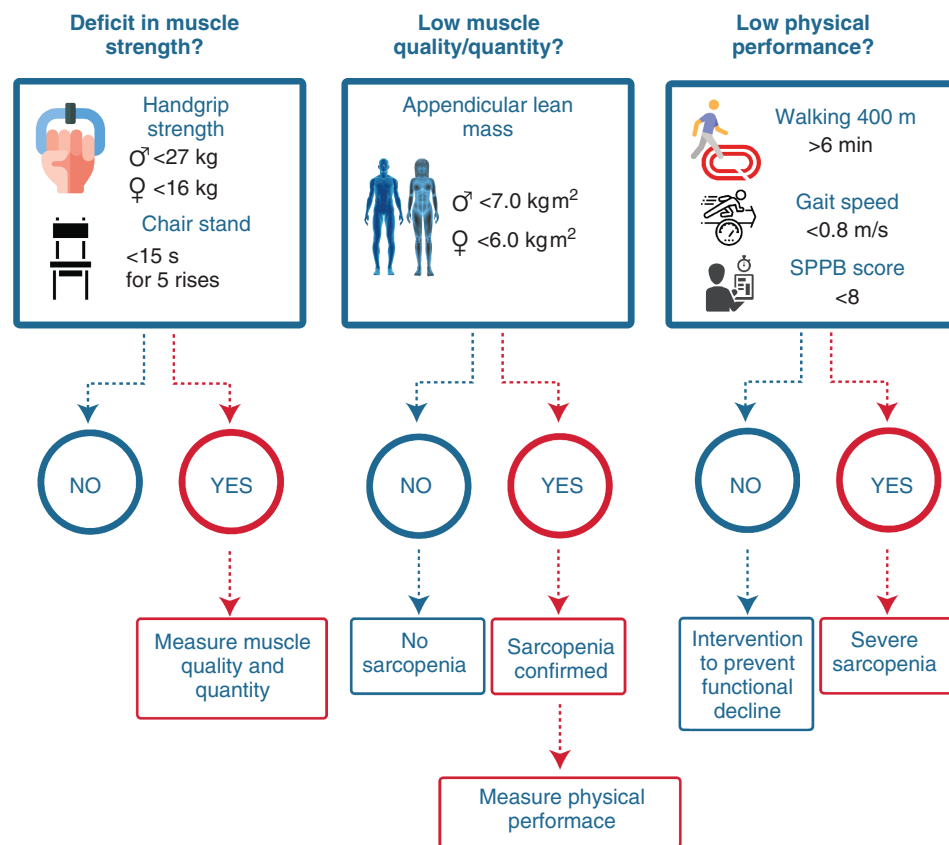 Deficit in muscle
strength?
Handgrip
strength
♂ <27 kg
♀ <16 kg
Chair stand
<15 s
for 5 rises
NO
YES
Measure muscle
quality and
quantity
Low muscle
quality/quantity?
Appendicular lean
mass
♂ <7.0 kgm²
♀ <6.0 kgm²
NO
YES
No
sarcopenia
Sarcopenia
confirmed
Measure physical
performace
Low physical
performance?
Walking 400 m
>6 min
Gait speed
<0.8 m/s
SPPB score
<8
NO
YES
Intervention
to prevent
functional
decline
Severe
sarcopenia